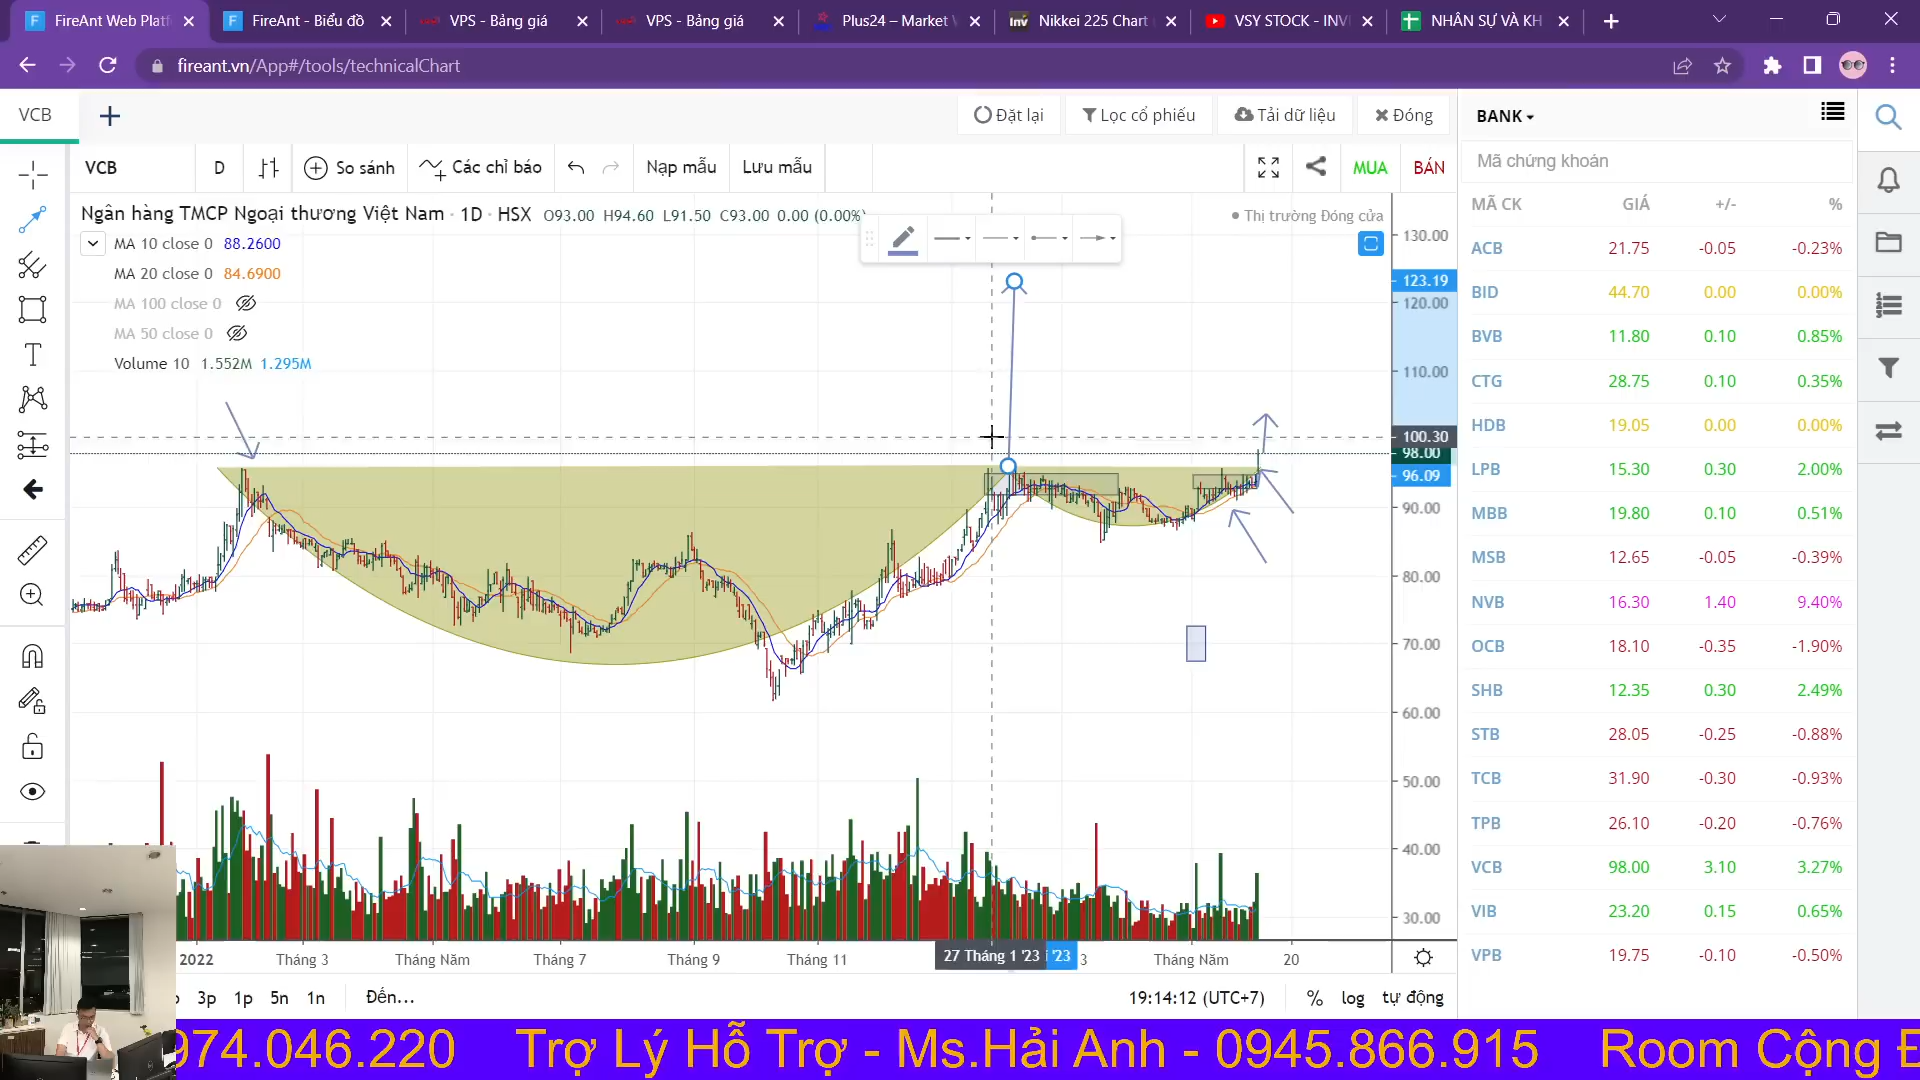 FireAnt Web Platf
FireAnt - Biểu đồ
VPS - Bảng giá
VPS - Bảng giá
Plus24 – Market
Nikkei 225 Chart
VSY STOCK - INV
NHÂN SỰ VÀ KH
fireant.vn/App#/tools/technicalChart
VCB
Đặt lại
Lọc cổ phiếu
Tải dữ liệu
Đóng
BANK
VCB
D
So sánh
Các chỉ báo
Nạp mẫu
Lưu mẫu
MUA
BÁN
Mã chứng khoán
Ngân hàng TMCP Ngoại thương Việt Nam · 1D · HSX O93.00 H94.60 L91.50 C93.00 0.00 (0.00%)
Thị trường Đóng cửa
MA 10 close 0 88.2600
MA 20 close 0 84.6900
MA 100 close 0
MA 50 close 0
Volume 10 1.552M 1.295M
130.00
123.19
120.00
110.00
100.30
98.00
96.09
90.00
80.00
70.00
60.00
50.00
40.00
30.00
MÃ CK GIÁ +/- %
ACB 21.75 -0.05 -0.23%
BID 44.70 0.00 0.00%
BVB 11.80 0.10 0.85%
CTG 28.75 0.10 0.35%
HDB 19.05 0.00 0.00%
LPB 15.30 0.30 2.00%
MBB 19.80 0.10 0.51%
MSB 12.65 -0.05 -0.39%
NVB 16.30 1.40 9.40%
OCB 18.10 -0.35 -1.90%
SHB 12.35 0.30 2.49%
STB 28.05 -0.25 -0.88%
TCB 31.90 -0.30 -0.93%
TPB 26.10 -0.20 -0.76%
VCB 98.00 3.10 3.27%
VIB 23.20 0.15 0.65%
VPB 19.75 -0.10 -0.50%
2022 Tháng 3 Tháng Năm Tháng 7 Tháng 9 Tháng 11 27 Tháng 1 '23 '23 3 Tháng Năm 20
3p 1p 5n 1n Đến...
19:14:12 (UTC+7) % log tự động
974.046.220 Trợ Lý Hỗ Trợ - Ms.Hải Anh - 0945.866.915 Room Cộng